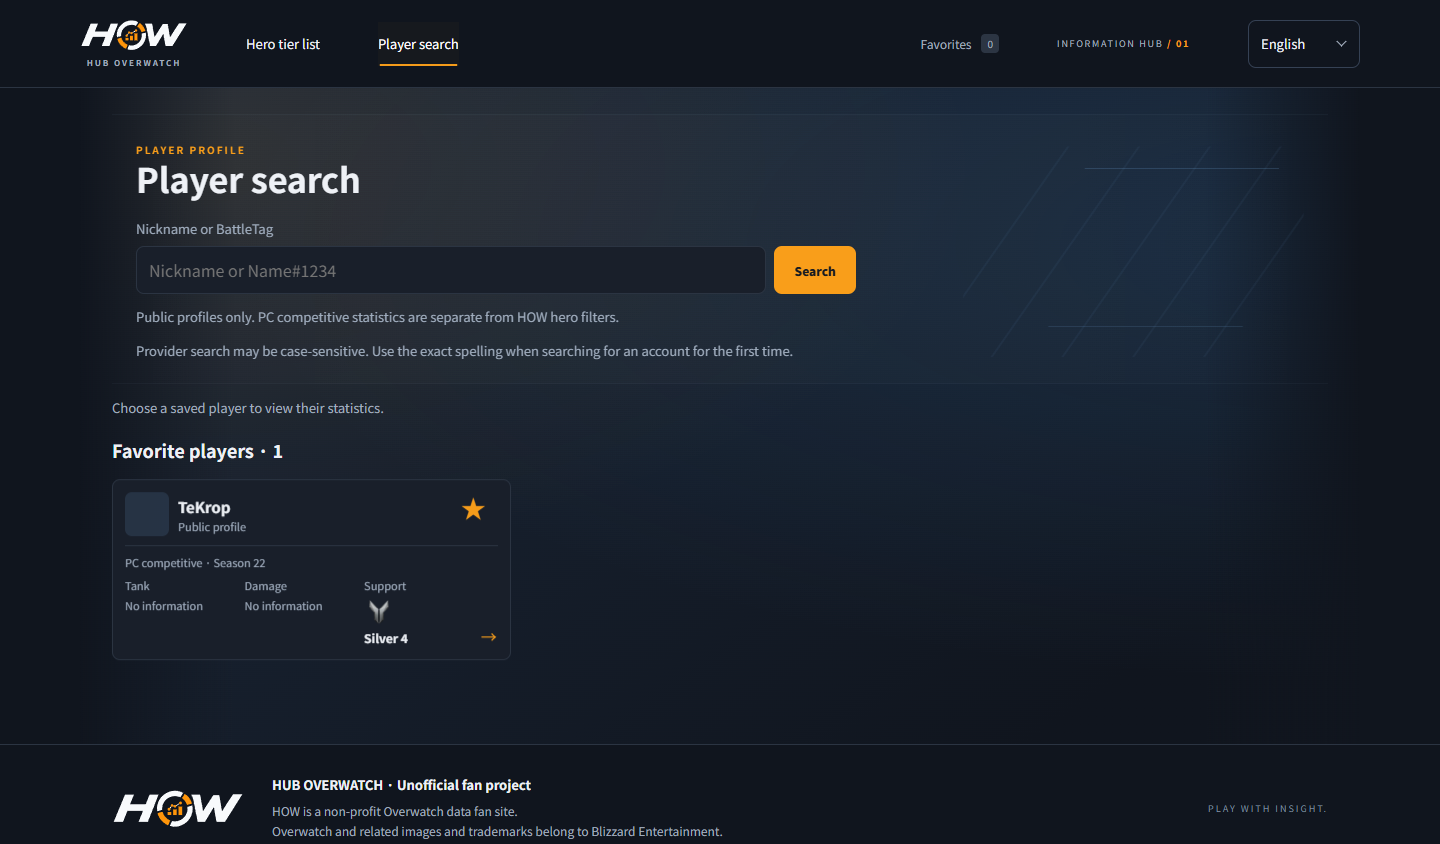 HOW
HUB OVERWATCH
Hero tier list
Player search
Favorites 0
INFORMATION HUB / 01
English
PLAYER PROFILE
Player search
Nickname or BattleTag
Nickname or Name#1234
Search
Public profiles only. PC competitive statistics are separate from HOW hero filters.
Provider search may be case-sensitive. Use the exact spelling when searching for an account for the first time.
Choose a saved player to view their statistics.
Favorite players · 1
TeKrop
Public profile
PC competitive · Season 22
Tank
Damage
Support
No information
No information
Silver 4
→
HOW
HUB OVERWATCH · Unofficial fan project
HOW is a non-profit Overwatch data fan site.
Overwatch and related images and trademarks belong to Blizzard Entertainment.
PLAY WITH INSIGHT.